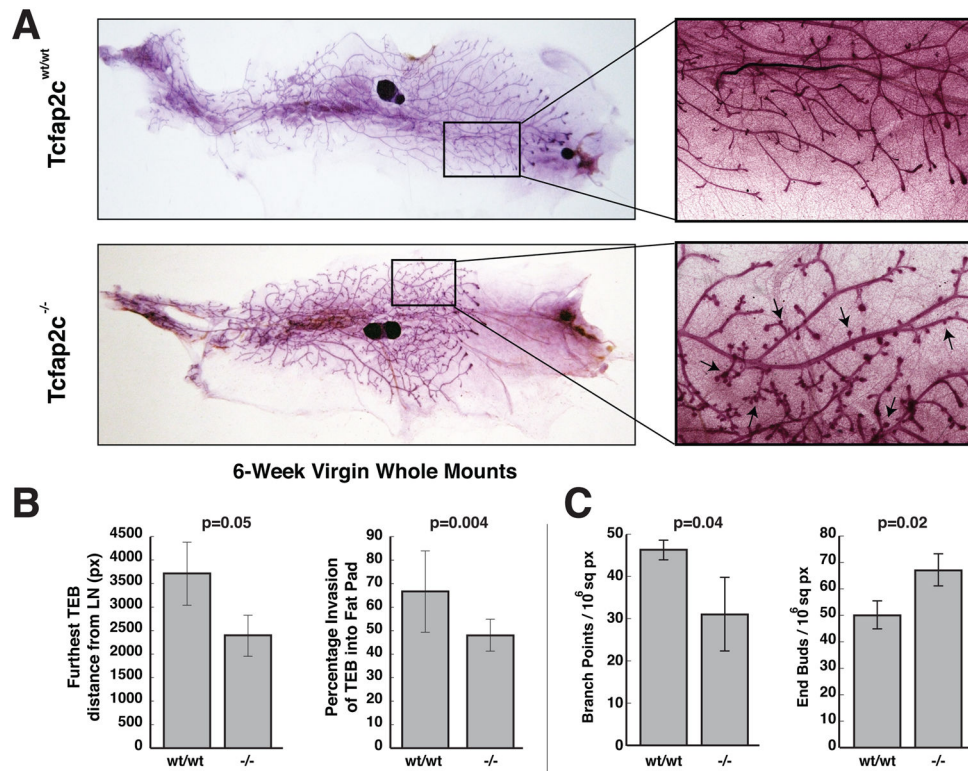 A
Tcfap2c wt/wt
Tcfap2c -/-
6-Week Virgin Whole Mounts
B
p=0.05
Furthest TEB
distance from LN (px)
4500
4000
3500
3000
2500
2000
1500
1000
500
0
wt/wt -/-
p=0.004
Percentage Invasion
of TEB into Fat Pad
90
80
70
60
50
40
30
20
10
0
wt/wt -/-
C
p=0.04
Branch Points / 10^6 sq px
50
40
30
20
10
0
wt/wt -/-
p=0.02
End Buds / 10^6 sq px
80
70
60
50
40
30
20
10
0
wt/wt -/-